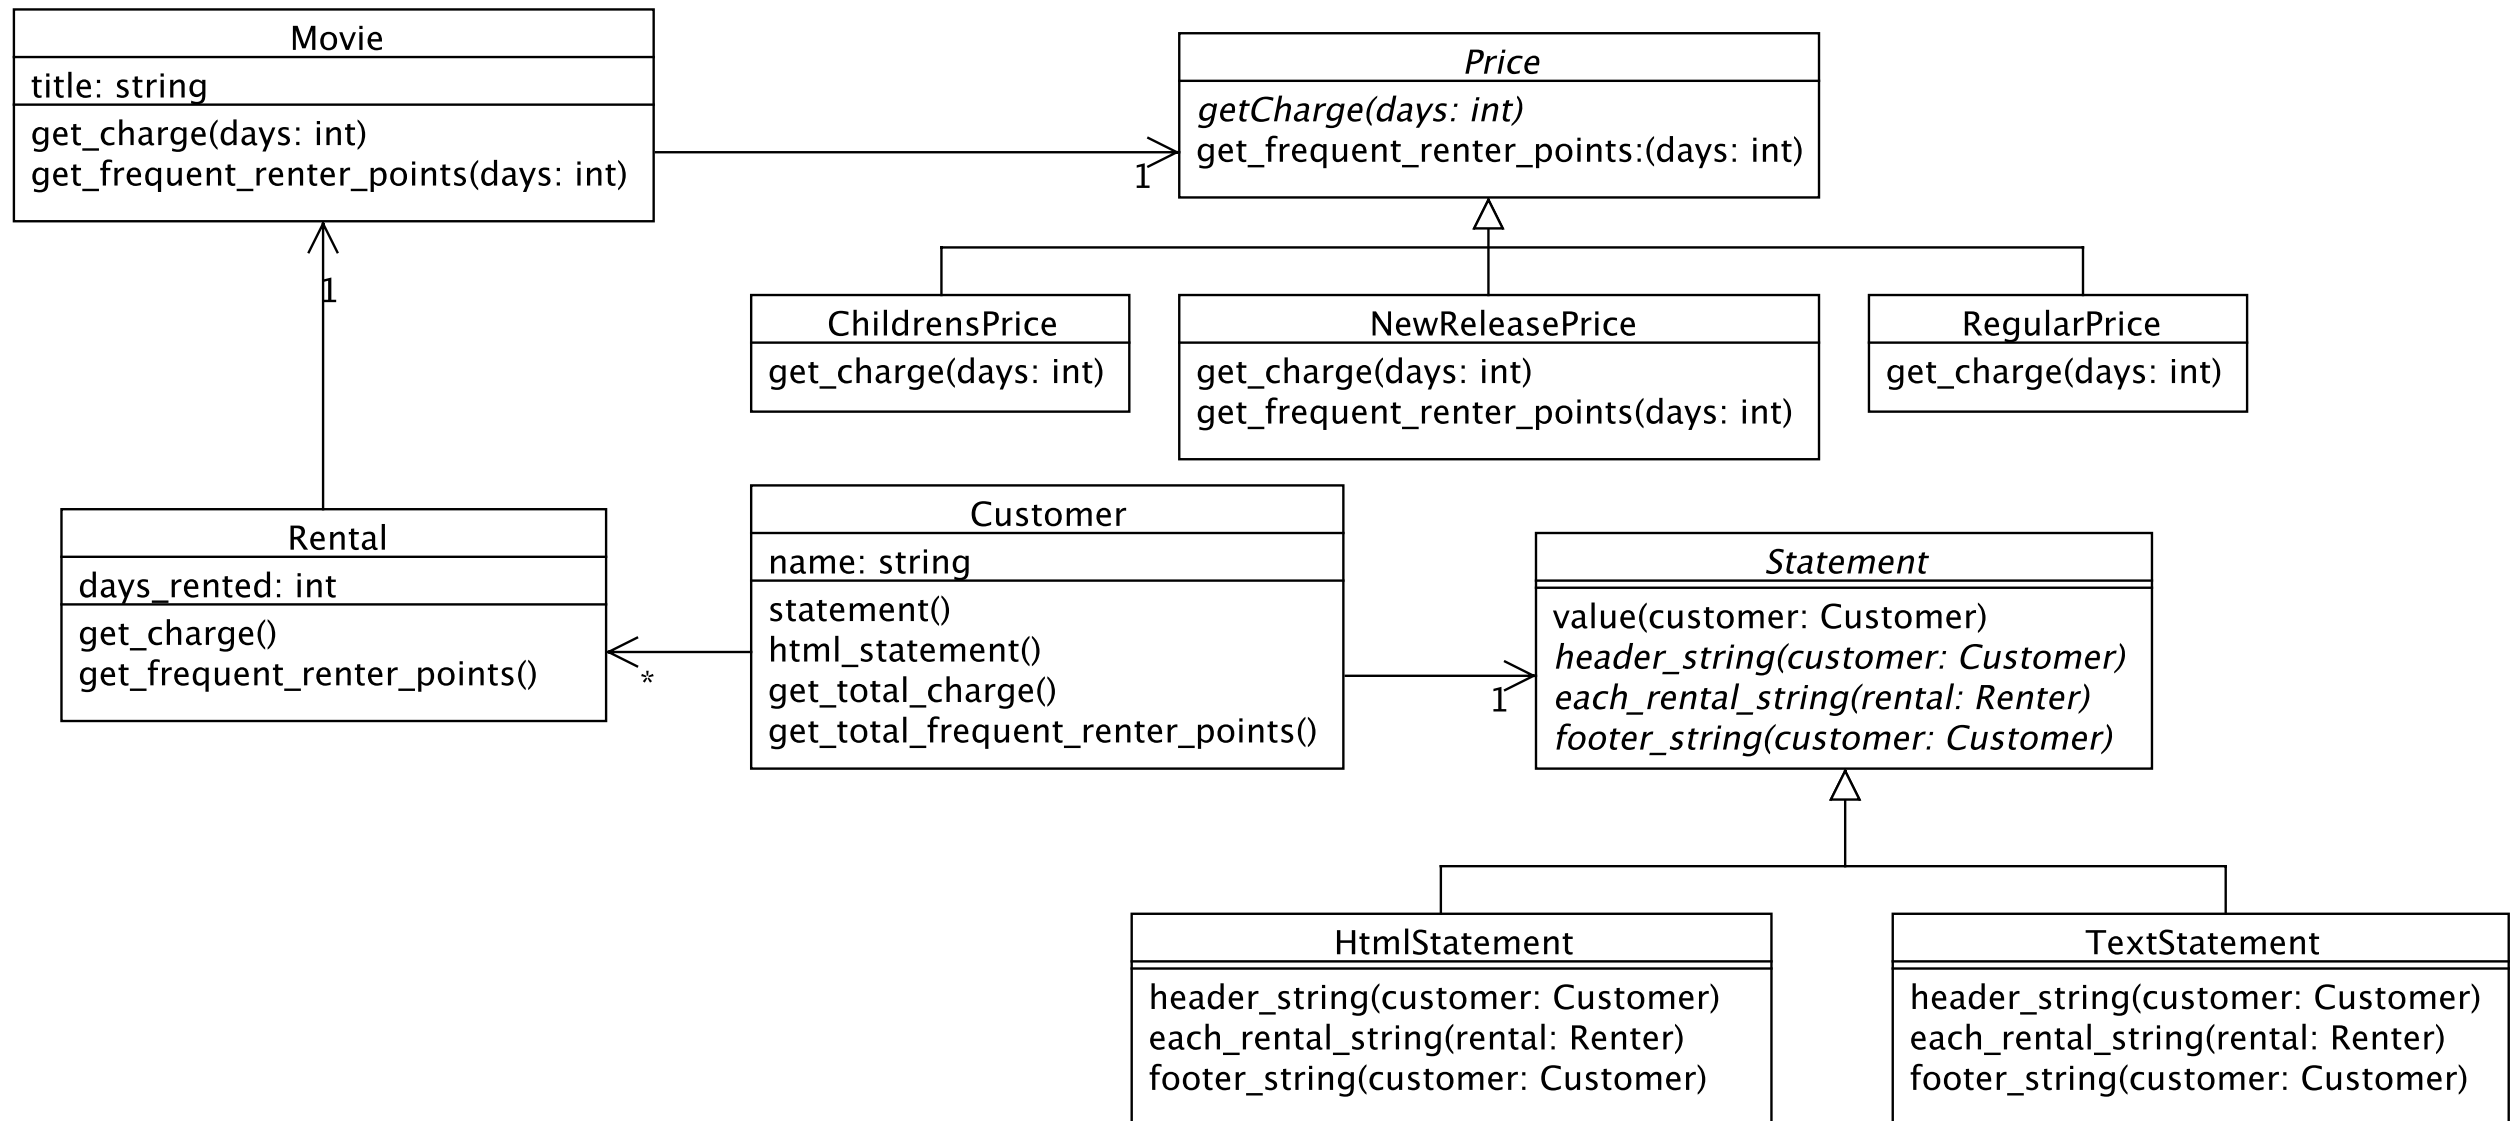 Movie
title: string
get_charge(days: int)
get_frequent_renter_points(days: int)
1
Price
getCharge(days: int)
get_frequent_renter_points:(days: int)
1
ChildrensPrice
get_charge(days: int)
NewReleasePrice
get_charge(days: int)
get_frequent_renter_points(days: int)
RegularPrice
get_charge(days: int)
Rental
days_rented: int
get_charge()
get_frequent_renter_points()
*
Customer
name: string
statement()
html_statement()
get_total_charge()
get_total_frequent_renter_points()
1
Statement
value(customer: Customer)
header_string(customer: Customer)
each_rental_string(rental: Renter)
footer_string(customer: Customer)
HtmlStatement
header_string(customer: Customer)
each_rental_string(rental: Renter)
footer_string(customer: Customer)
TextStatement
header_string(customer: Customer)
each_rental_string(rental: Renter)
footer_string(customer: Customer)